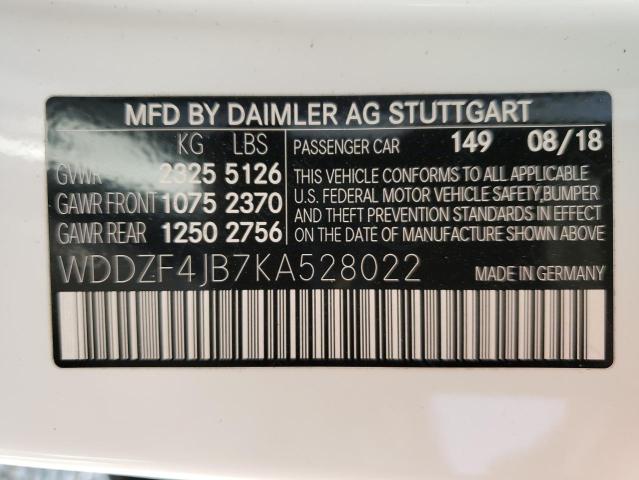 MFD BY DAIMLER AG STUTTGART
KG LBS PASSENGER CAR 149 08/18
GVWR 2325 5126 THIS VEHICLE CONFORMS TO ALL APPLICABLE
GAWR FRONT 1075 2370 U.S. FEDERAL MOTOR VEHICLE SAFETY,BUMPER
AND THEFT PREVENTION STANDARDS IN EFFECT
GAWR REAR 1250 2756 ON THE DATE OF MANUFACTURE SHOWN ABOVE.
WDDZF4JB7KA528022 MADE IN GERMANY